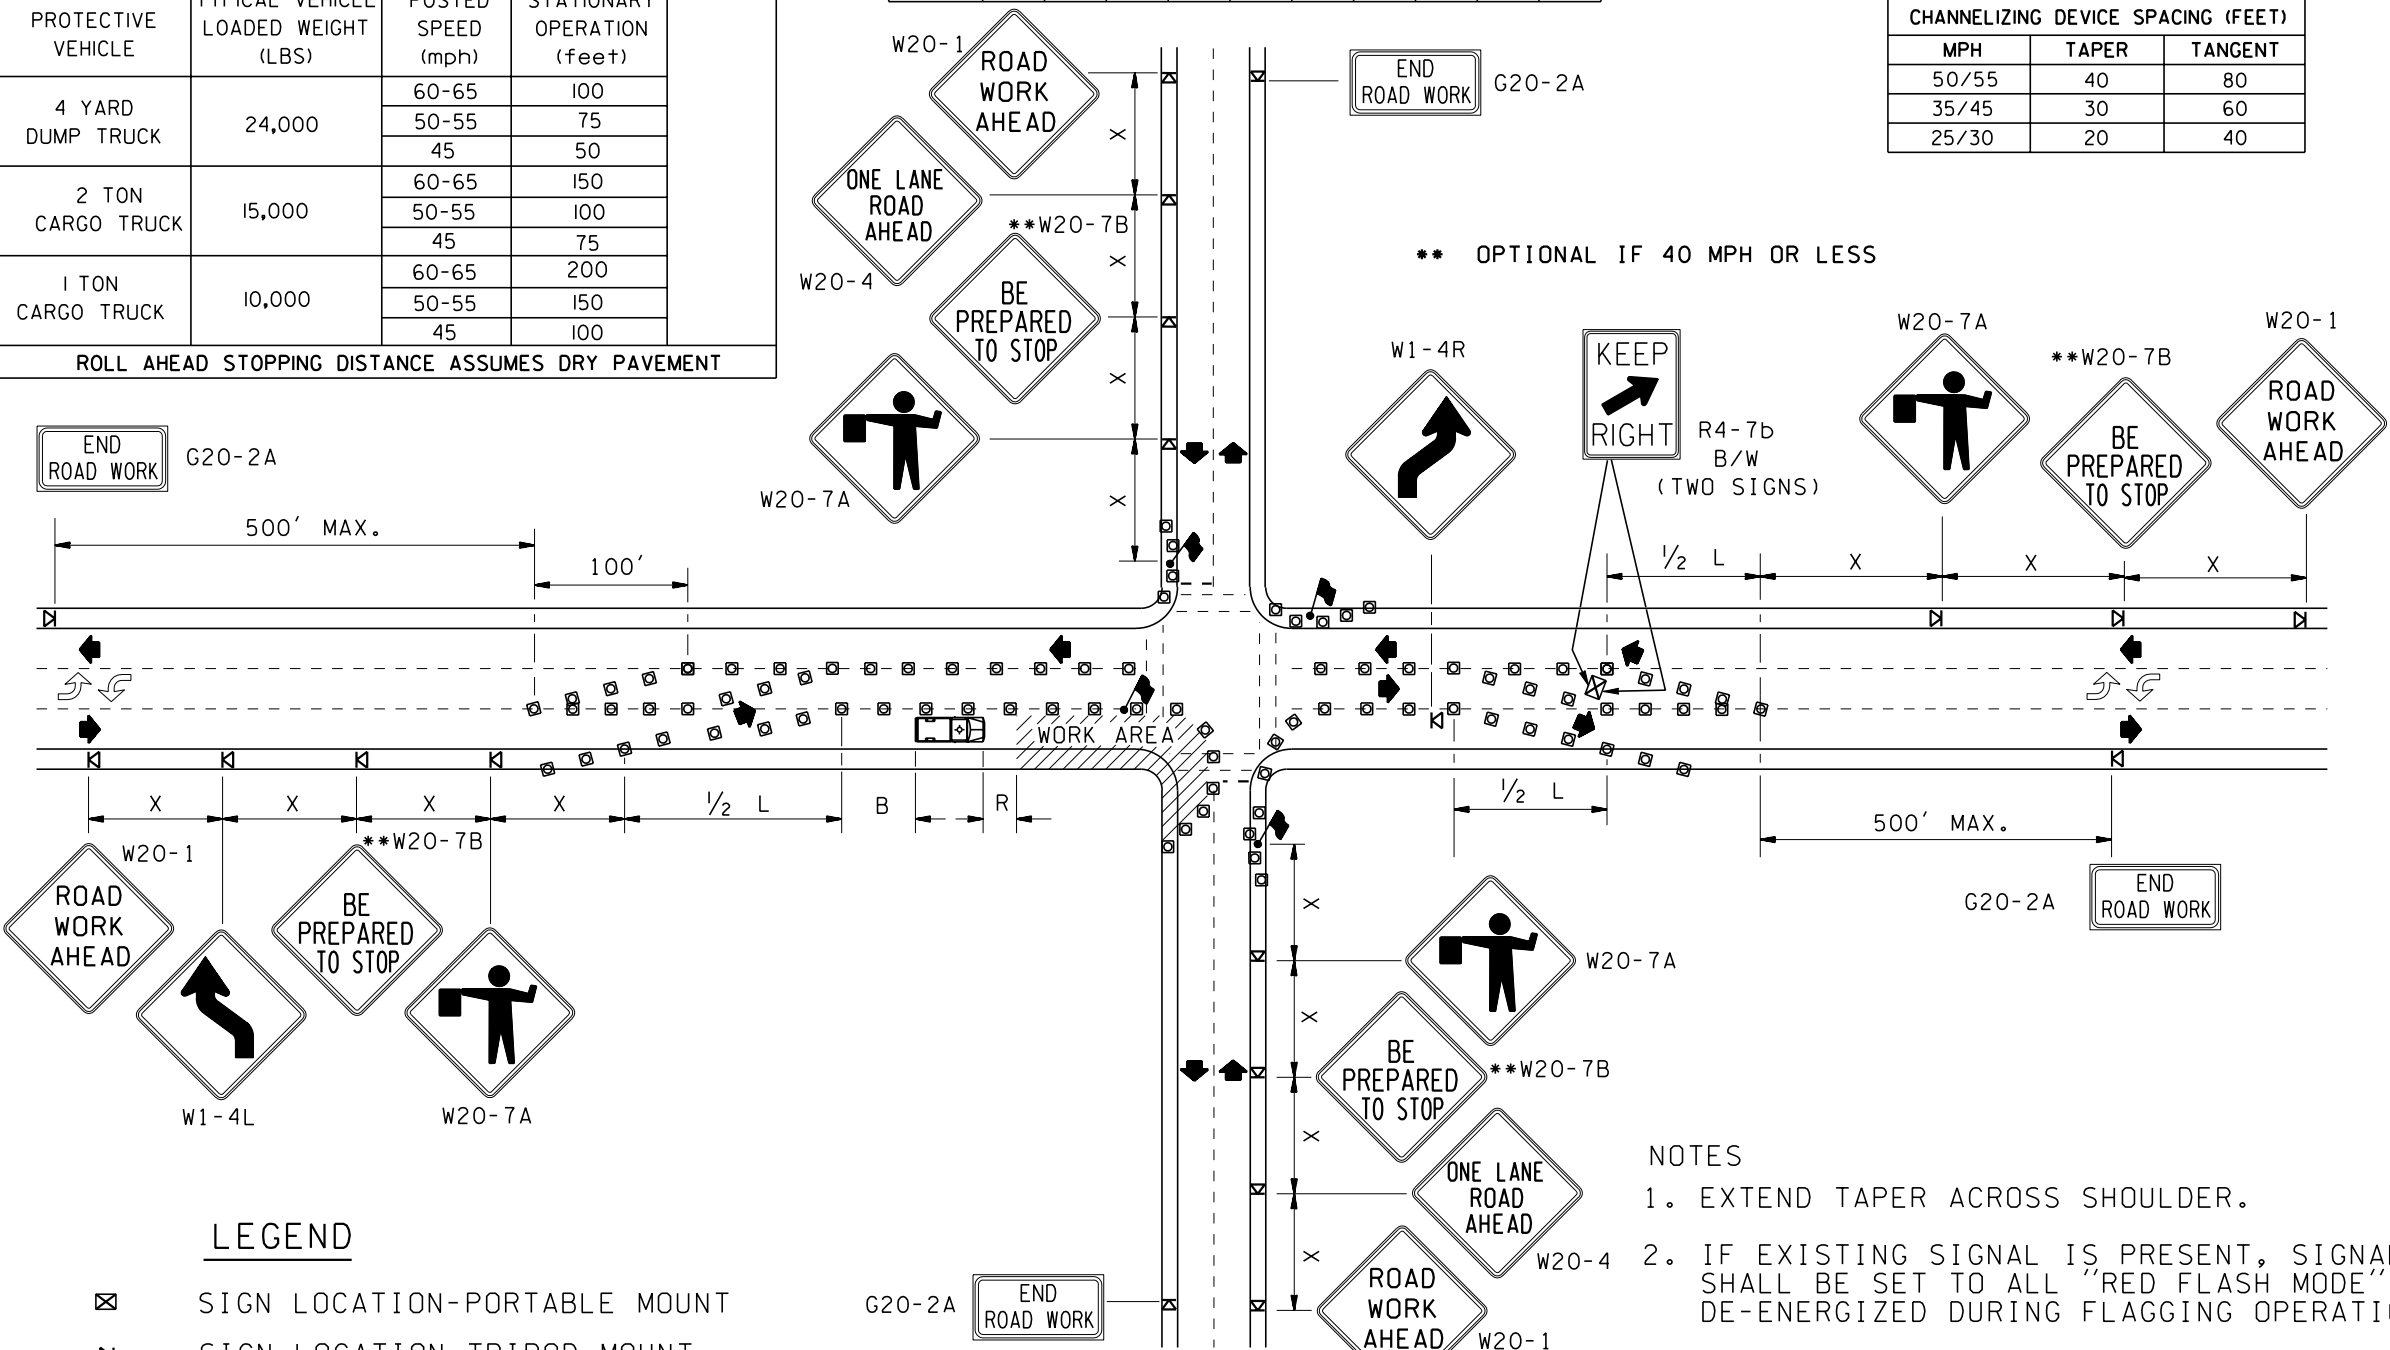 PROTECTIVE
VEHICLE
TYPICAL VEHICLE
LOADED WEIGHT
(LBS)
POSTED
SPEED
(mph)
STATIONARY
OPERATION
(feet)
4 YARD
DUMP TRUCK
24,000
60-65 100
50-55 75
45 50
2 TON
CARGO TRUCK
15,000
60-65 150
50-55 100
45 75
1 TON
CARGO TRUCK
10,000
60-65 200
50-55 150
45 100
ROLL AHEAD STOPPING DISTANCE ASSUMES DRY PAVEMENT
W20-1
ROAD
WORK
AHEAD
X
ONE LANE
ROAD
AHEAD
W20-4
**W20-7B
X
BE
PREPARED
TO STOP
X
W20-7A
X
END
ROAD WORK
G20-2A
CHANNELIZING DEVICE SPACING (FEET)
MPH TAPER TANGENT
50/55 40 80
35/45 30 60
25/30 20 40
** OPTIONAL IF 40 MPH OR LESS
W1-4R
KEEP
RIGHT
R4-7b
B/W
(TWO SIGNS)
W20-7A
**W20-7B
BE
PREPARED
TO STOP
W20-1
ROAD
WORK
AHEAD
END
ROAD WORK
G20-2A
500' MAX.
100'
1/2 L
X
X
X
WORK AREA
X
X
X
X
1/2 L
B
R
1/2 L
500' MAX.
W20-1
ROAD
WORK
AHEAD
W1-4L
**W20-7B
BE
PREPARED
TO STOP
W20-7A
G20-2A
END
ROAD WORK
X
W20-7A
X
BE
PREPARED
TO STOP
**W20-7B
X
ONE LANE
ROAD
AHEAD
W20-4
X
ROAD
WORK
AHEAD
W20-1
G20-2A
END
ROAD WORK
LEGEND
SIGN LOCATION-PORTABLE MOUNT
SIGN LOCATION-TRIPOD MOUNT
NOTES
1. EXTEND TAPER ACROSS SHOULDER.
2. IF EXISTING SIGNAL IS PRESENT, SIGNAL
SHALL BE SET TO ALL "RED FLASH MODE"
DE-ENERGIZED DURING FLAGGING OPERATI